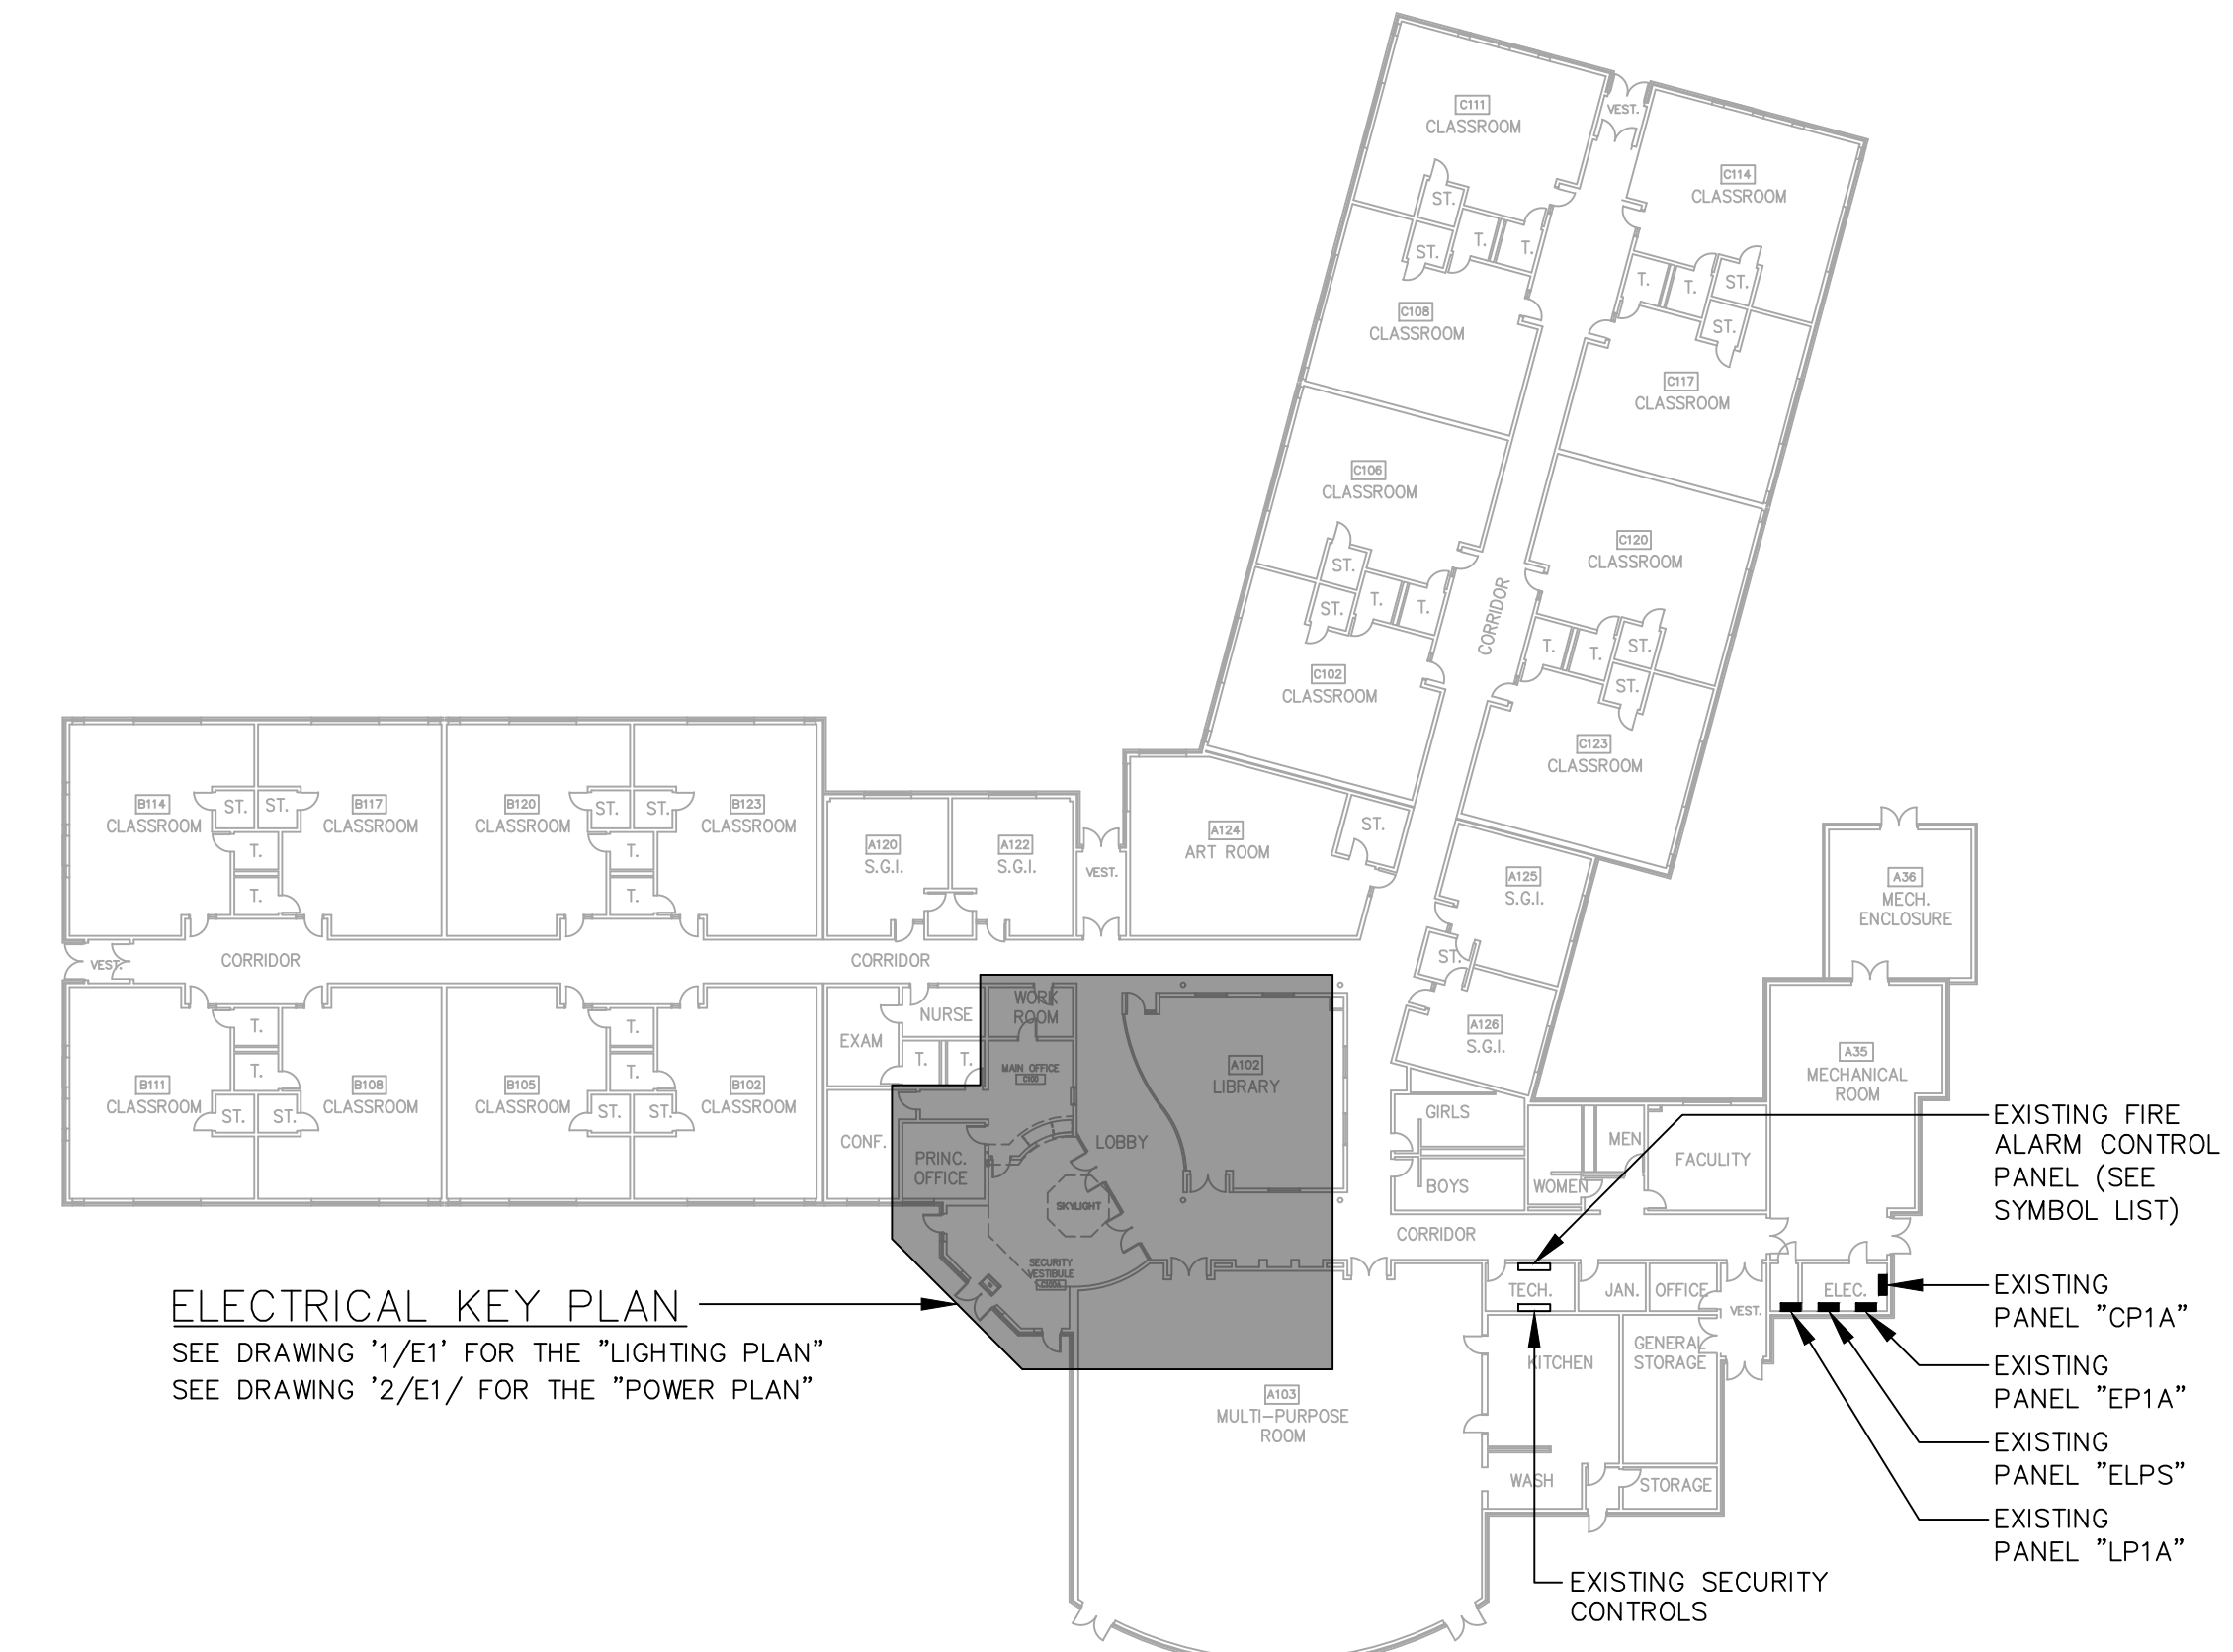 C111
CLASSROOM
VEST.
C114
CLASSROOM
ST.
ST.
T.
T.
T.
T.
ST.
ST.
C108
CLASSROOM
C117
CLASSROOM
C106
CLASSROOM
C120
CLASSROOM
ST.
ST.
T.
T.
CORRIDOR
T.
T.
ST.
ST.
C102
CLASSROOM
C123
CLASSROOM
B114
CLASSROOM
ST.
ST.
T.
T.
B117
CLASSROOM
B120
CLASSROOM
ST.
ST.
T.
T.
B123
CLASSROOM
A120
S.G.I.
A122
S.G.I.
VEST.
A124
ART ROOM
ST.
A125
S.G.I.
A36
MECH.
ENCLOSURE
VEST.
CORRIDOR
CORRIDOR
ST.
B111
CLASSROOM
T.
T.
ST.
ST.
B108
CLASSROOM
B105
CLASSROOM
T.
T.
ST.
ST.
B102
CLASSROOM
EXAM
NURSE
T.
T.
CONF.
WORK
ROOM
MAIN OFFICE
C100
PRINC.
OFFICE
LOBBY
SKYLIGHT
SECURITY
VESTIBULE
A102
LIBRARY
A126
S.G.I.
A35
MECHANICAL
ROOM
GIRLS
BOYS
WOMEN
MEN
FACULITY
CORRIDOR
TECH.
JAN.
OFFICE
VEST.
ELEC.
KITCHEN
GENERAL
STORAGE
WASH
STORAGE
A103
MULTI-PURPOSE
ROOM
EXISTING FIRE
ALARM CONTROL
PANEL (SEE
SYMBOL LIST)
EXISTING
PANEL "CP1A"
EXISTING
PANEL "EP1A"
EXISTING
PANEL "ELPS"
EXISTING
PANEL "LP1A"
EXISTING SECURITY
CONTROLS
ELECTRICAL KEY PLAN
SEE DRAWING '1/E1' FOR THE "LIGHTING PLAN"
SEE DRAWING '2/E1/ FOR THE "POWER PLAN"